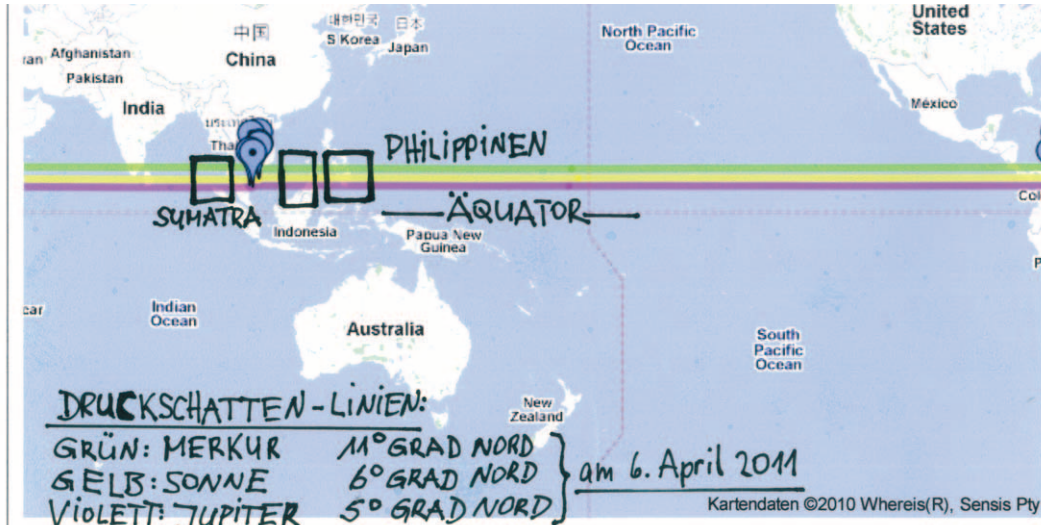 United
States
대한민국
日本
North Pacific
Ocean
中国
S Korea
Japan
Afghanistan
China
Pakistan
India
México
PHILIPPINEN
SUMATRA
ÄQUATOR
Indonesia
Papua New
Guinea
Indian
Ocean
Australia
South
Pacific
Ocean
New
Zealand
DRUCKSCHATTEN-LINIEN:
GRÜN: MERKUR 11° GRAD NORD
GELB: SONNE 6° GRAD NORD
VIOLETT: JUPITER 5° GRAD NORD
am 6. April 2011
Kartendaten ©2010 Whereis(R), Sensis Pty